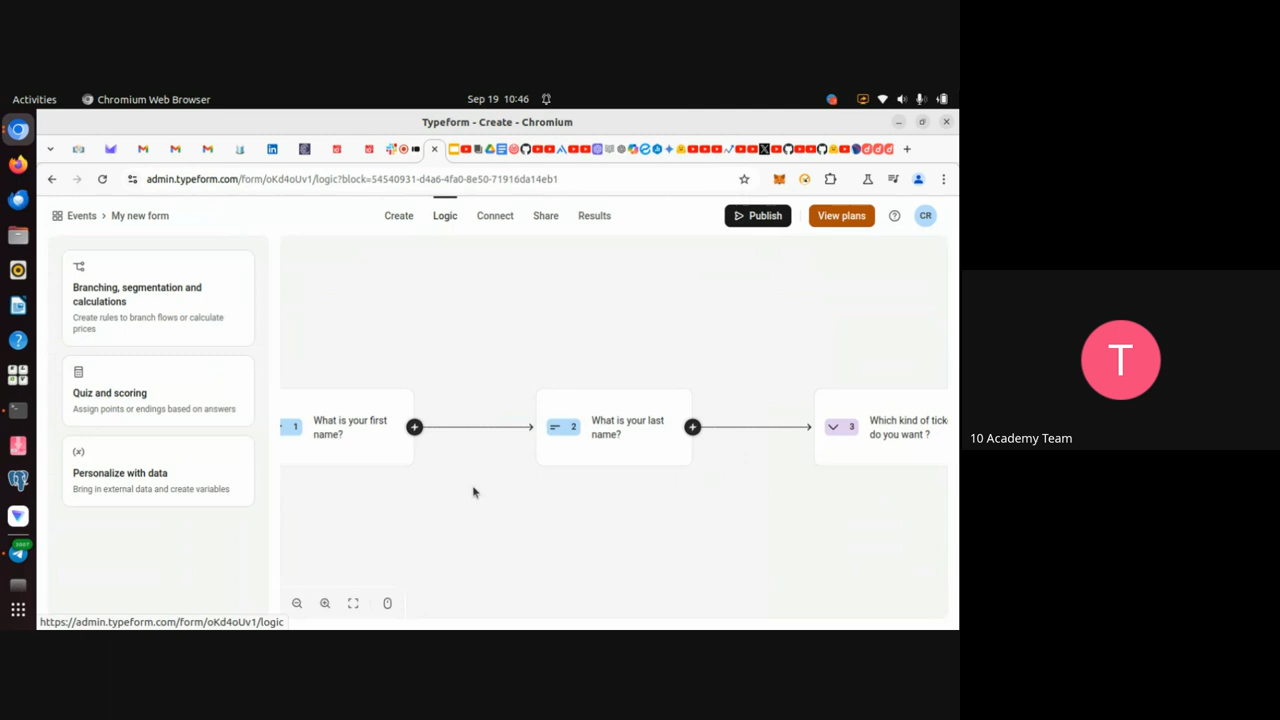 Activities
Chromium Web Browser
Sep 19 10:46
Typeform - Create - Chromium
admin.typeform.com/form/oKd4oUv1/logic?block=54540931-d4a6-4fa0-8e50-71916da14eb1
Events > My new form
Create
Logic
Connect
Share
Results
Publish
View plans
CR
Branching, segmentation and
calculations
Create rules to branch flows or calculate
prices
Quiz and scoring
Assign points or endings based on answers
(x)
Personalize with data
Bring in external data and create variables
1
What is your first
name?
2
What is your last
name?
3
Which kind of tick
do you want ?
https://admin.typeform.com/form/oKd4oUv1/logic
T
10 Academy Team